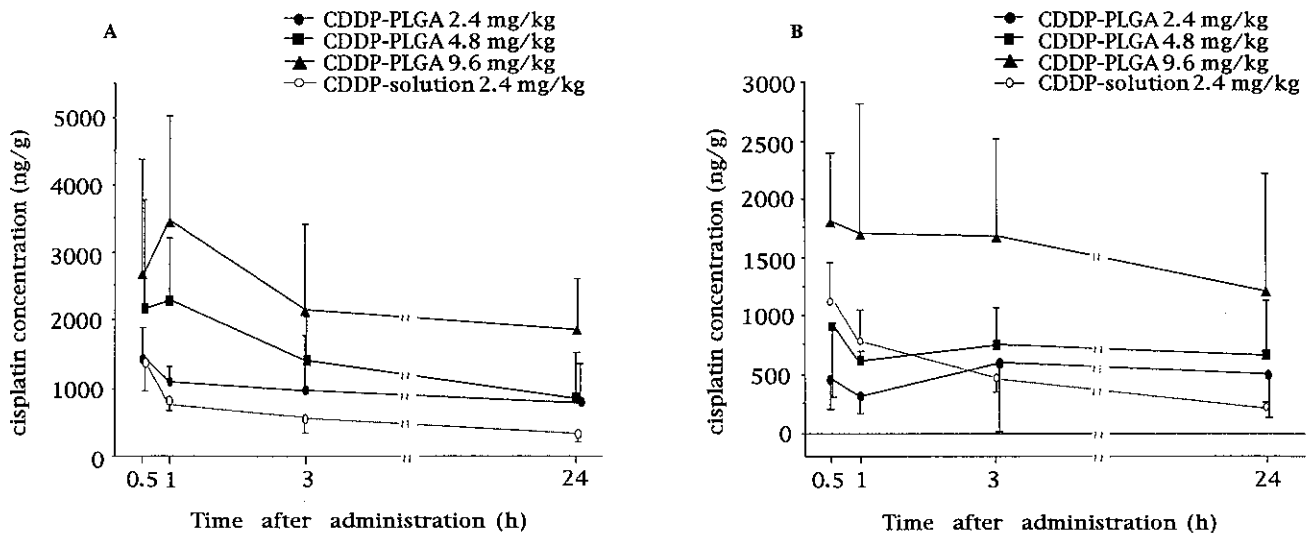 A
CDDP-PLGA 2.4 mg/kg
CDDP-PLGA 4.8 mg/kg
CDDP-PLGA 9.6 mg/kg
CDDP-solution 2.4 mg/kg
cisplatin concentration (ng/g)
5000
4000
3000
2000
1000
0
0.5 1 3 24
Time after administration (h)
B
CDDP-PLGA 2.4 mg/kg
CDDP-PLGA 4.8 mg/kg
CDDP-PLGA 9.6 mg/kg
CDDP-solution 2.4 mg/kg
cisplatin concentration (ng/g)
3000
2500
2000
1500
1000
500
0
0.5 1 3 24
Time after administration (h)